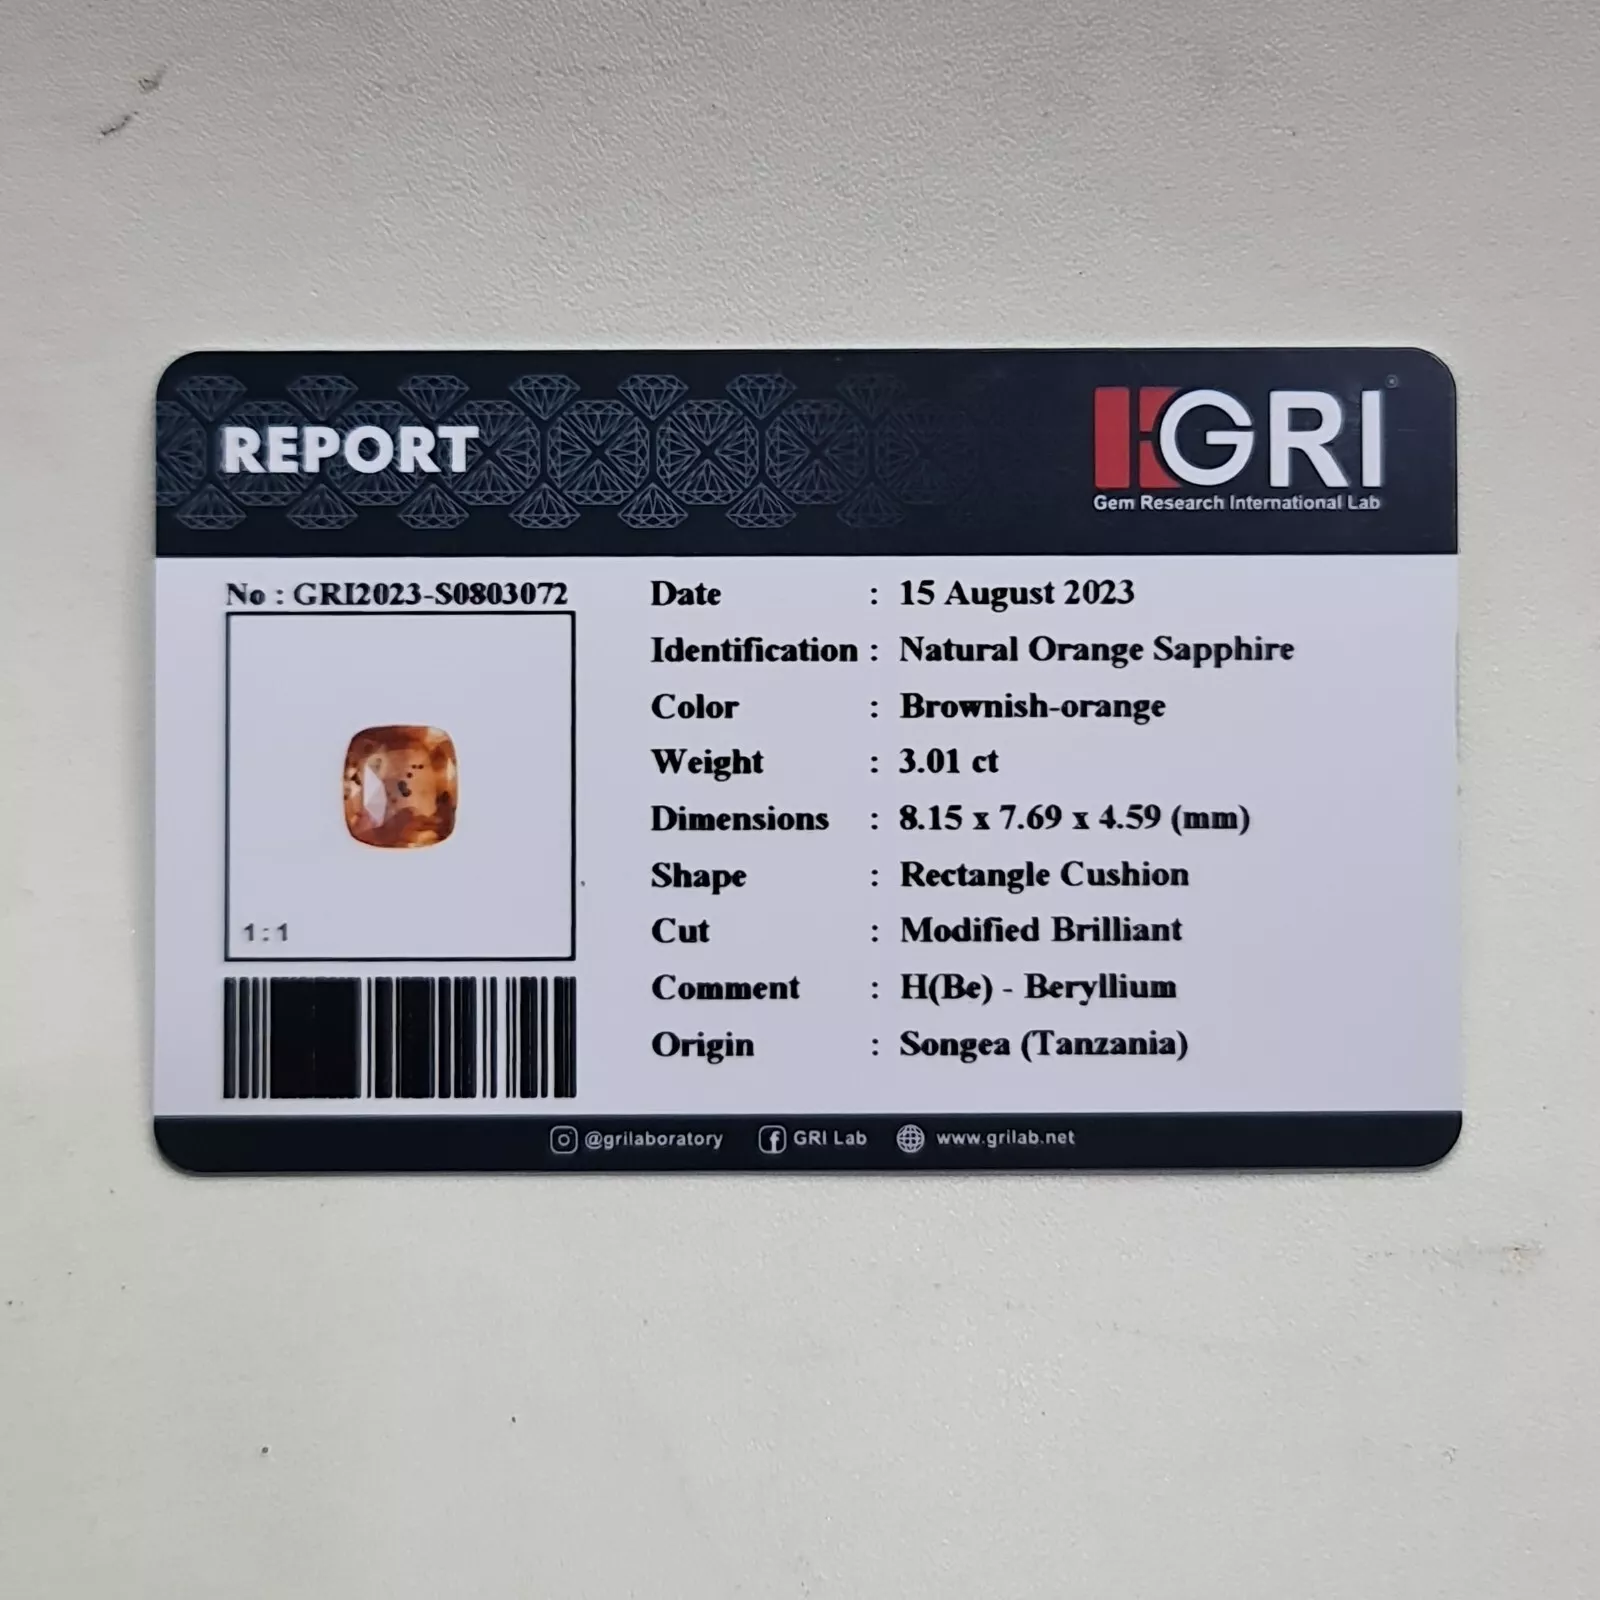 REPORT
GRI
®
Gem Research International Lab
No : GRI2023-S0803072
1:1
Date : 15 August 2023
Identification : Natural Orange Sapphire
Color : Brownish-orange
Weight : 3.01 ct
Dimensions : 8.15 x 7.69 x 4.59 (mm)
Shape : Rectangle Cushion
Cut : Modified Brilliant
Comment : H(Be) - Beryllium
Origin : Songea (Tanzania)
@grilaboratory GRI Lab www.grilab.net